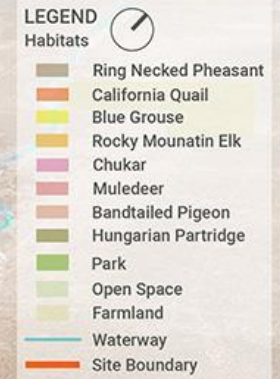 LEGEND
Habitats
Ring Necked Pheasant
California Quail
Blue Grouse
Rocky Mounatin Elk
Chukar
Muledeer
Bandtailed Pigeon
Hungarian Partridge
Park
Open Space
Farmland
Waterway
Site Boundary